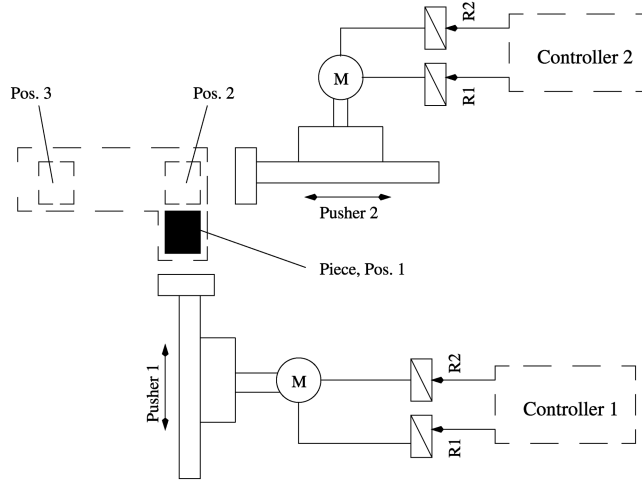 R2
Controller 2
M
R1
Pos. 3
Pos. 2
Pusher 2
Piece, Pos. 1
Pusher 1
M
R2
Controller 1
R1